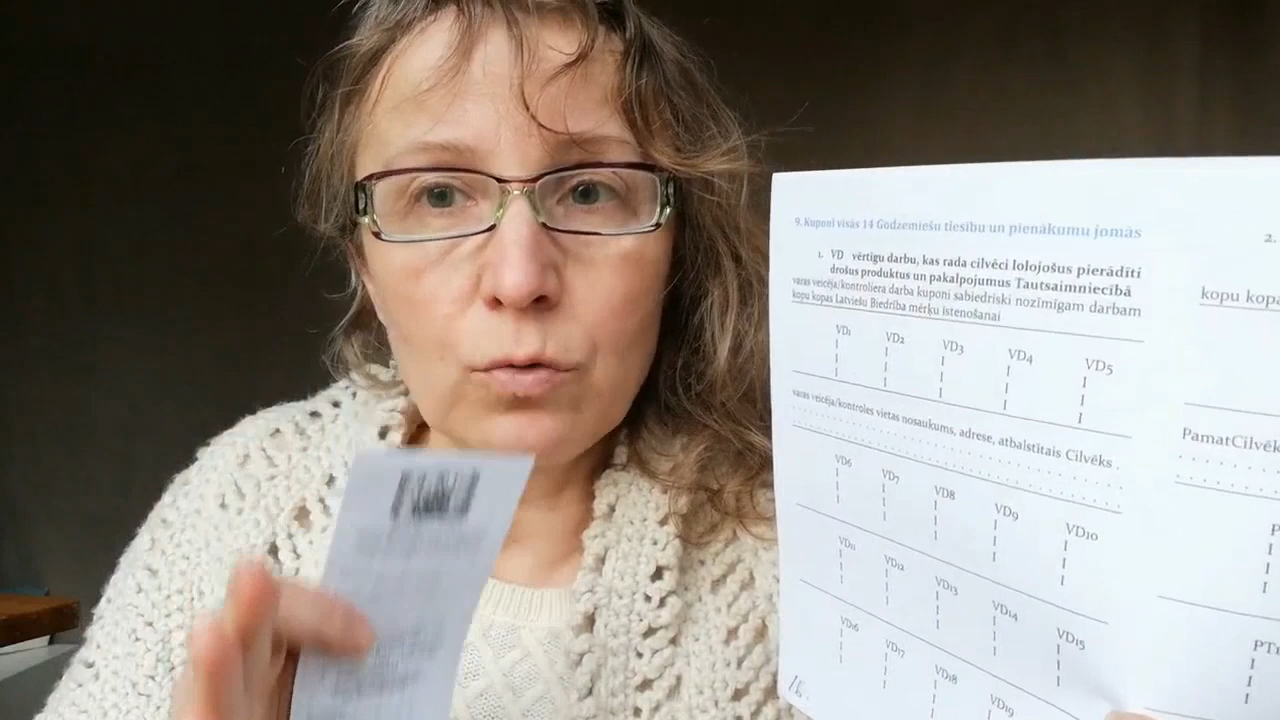 9. Kuponi visās 14 Godzemiešu tiesību un pienākumu jomās
1. VD vērtīgu darbu, kas rada cilvēci lolojošus pierādīti
drošus produktus un pakalpojumus Tautsaimniecībā
varas veicēja/kontroliera darba kuponi sabiedriski nozīmīgam darbam
kopu kopas Latviešu Biedrība mērķu īstenošanai
VD1 VD2 VD3 VD4 VD5
varas veicēja/kontroles vietas nosaukums, adrese, atbalstītais Cilvēks
VD6 VD7 VD8 VD9 VD10
VD11 VD12 VD13 VD14 VD15
VD16 VD17 VD18 VD19
16.
2.
kopu kopa
PamatCilvēk